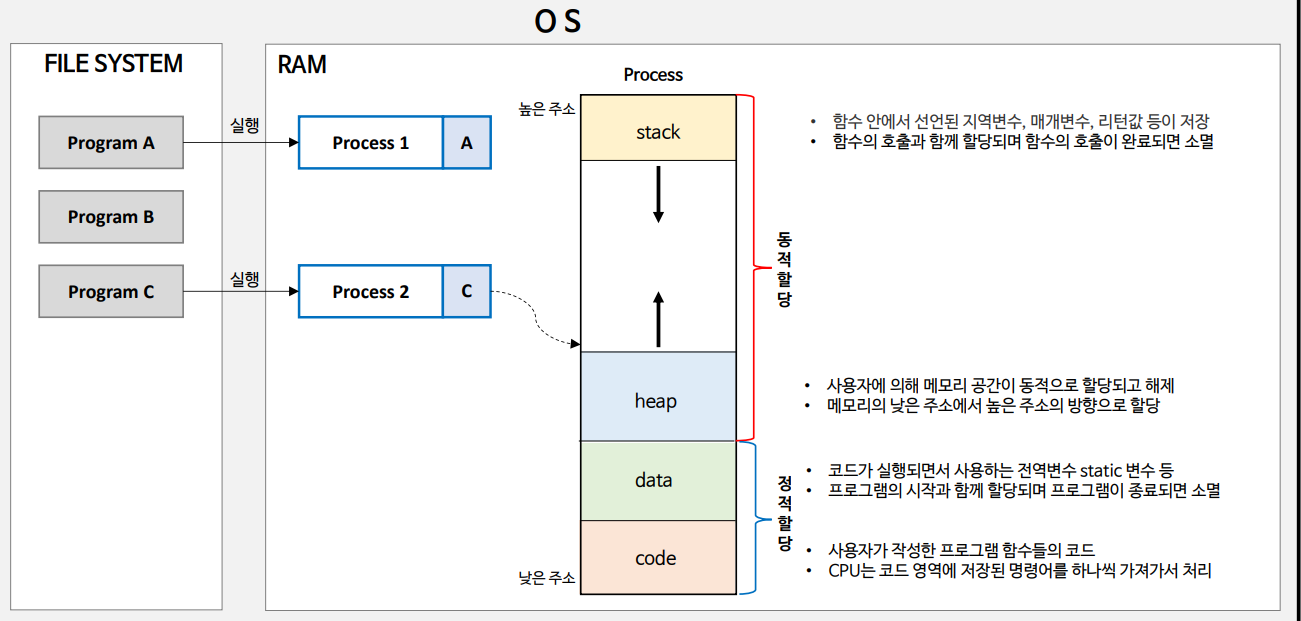 OS
FILE SYSTEM
Program A
Program B
Program C
실행
실행
RAM
Process 1
A
Process 2
C
Process
높은 주소
stack
heap
data
code
낮은 주소
동적할당
정적할당
• 함수 안에서 선언된 지역변수, 매개변수, 리턴값 등이 저장
• 함수의 호출과 함께 할당되며 함수의 호출이 완료되면 소멸
• 사용자에 의해 메모리 공간이 동적으로 할당되고 해제
• 메모리의 낮은 주소에서 높은 주소의 방향으로 할당
• 코드가 실행되면서 사용하는 전역변수 static 변수 등
• 프로그램의 시작과 함께 할당되며 프로그램이 종료되면 소멸
• 사용자가 작성한 프로그램 함수들의 코드
• CPU는 코드 영역에 저장된 명령어를 하나씩 가져가서 처리